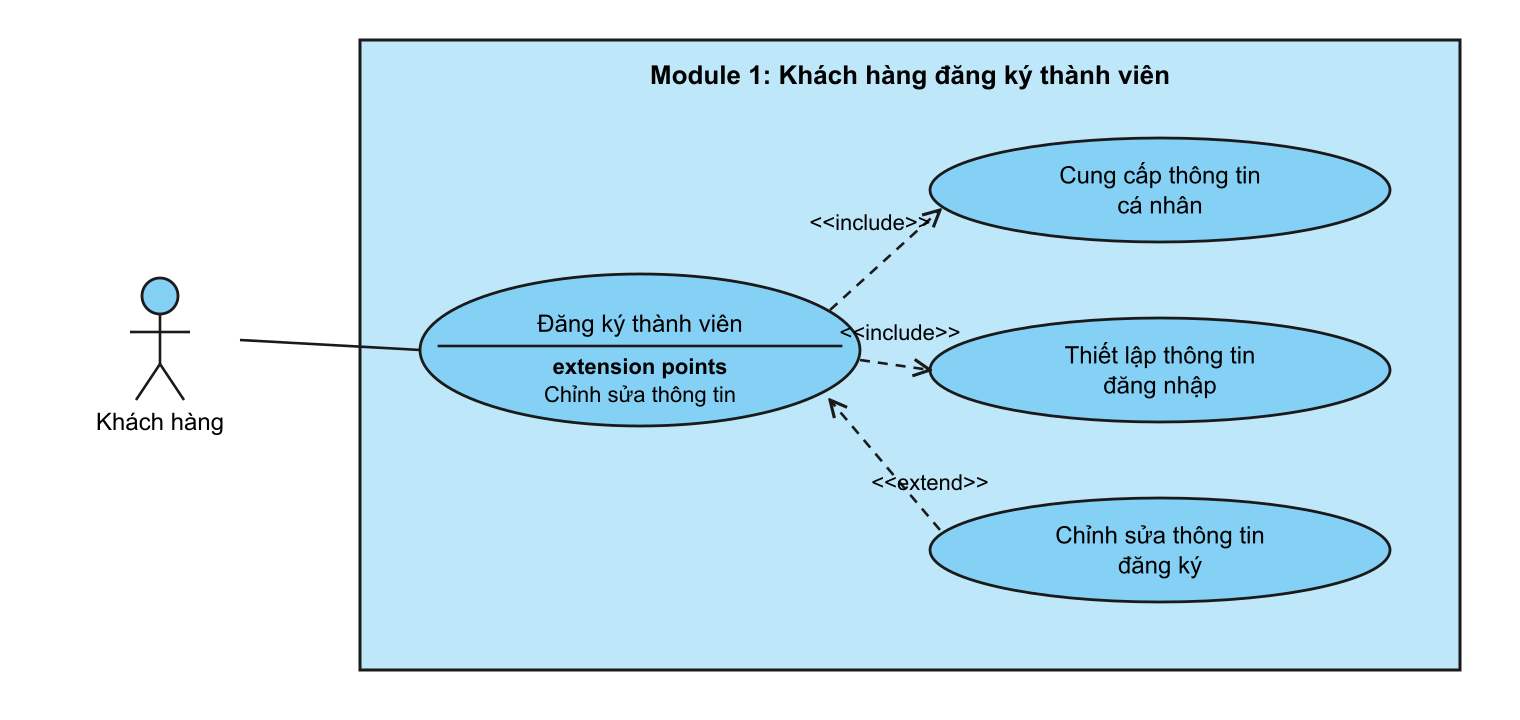 Module 1: Khách hàng đăng ký thành viên
Cung cấp thông tin
cá nhân
<<include>>
Đăng ký thành viên
extension points
Chỉnh sửa thông tin
<<include>>
Thiết lập thông tin
đăng nhập
Khách hàng
<<extend>>
Chỉnh sửa thông tin
đăng ký